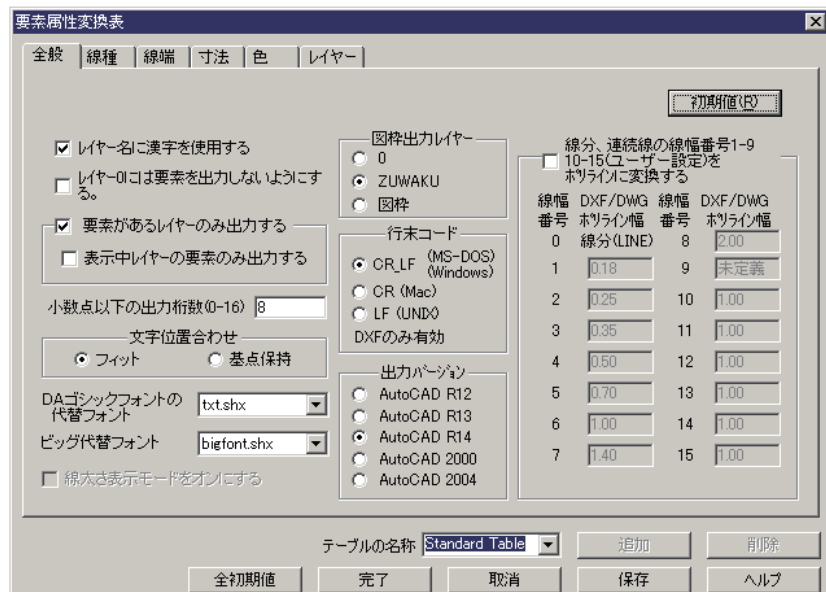 要素属性変換表
全般 線種 線端 寸法 色 レイヤー
初期値(R)
レイヤー名に漢字を使用する
レイヤー0には要素を出力しないようにす
る。
要素があるレイヤーのみ出力する
表示中レイヤーの要素のみ出力する
小数点以下の出力桁数(0-16) 8
文字位置合わせ
フィット 基点保持
DAゴシックフォントの
代替フォント txt.shx
ビッグ代替フォント bigfont.shx
線太さ表示モードをオンにする
図枠出力レイヤー
0
ZUWAKU
図枠
行末コード
CR_LF (MS-DOS)
(Windows)
CR (Mac)
LF (UNIX)
DXFのみ有効
出力バージョン
AutoCAD R12
AutoCAD R13
AutoCAD R14
AutoCAD 2000
AutoCAD 2004
線分、連続線の線幅番号1-9
10-15(ユーザー設定)を
ポリラインに変換する
線幅 DXF/DWG 線幅 DXF/DWG
番号 ポリライン幅 番号 ポリライン幅
0 線分(LINE) 8 2.00
1 0.18 9 未定義
2 0.25 10 1.00
3 0.35 11 1.00
4 0.50 12 1.00
5 0.70 13 1.00
6 1.00 14 1.00
7 1.40 15 1.00
テーブルの名称 Standard Table 追加 削除
全初期値 完了 取消 保存 ヘルプ